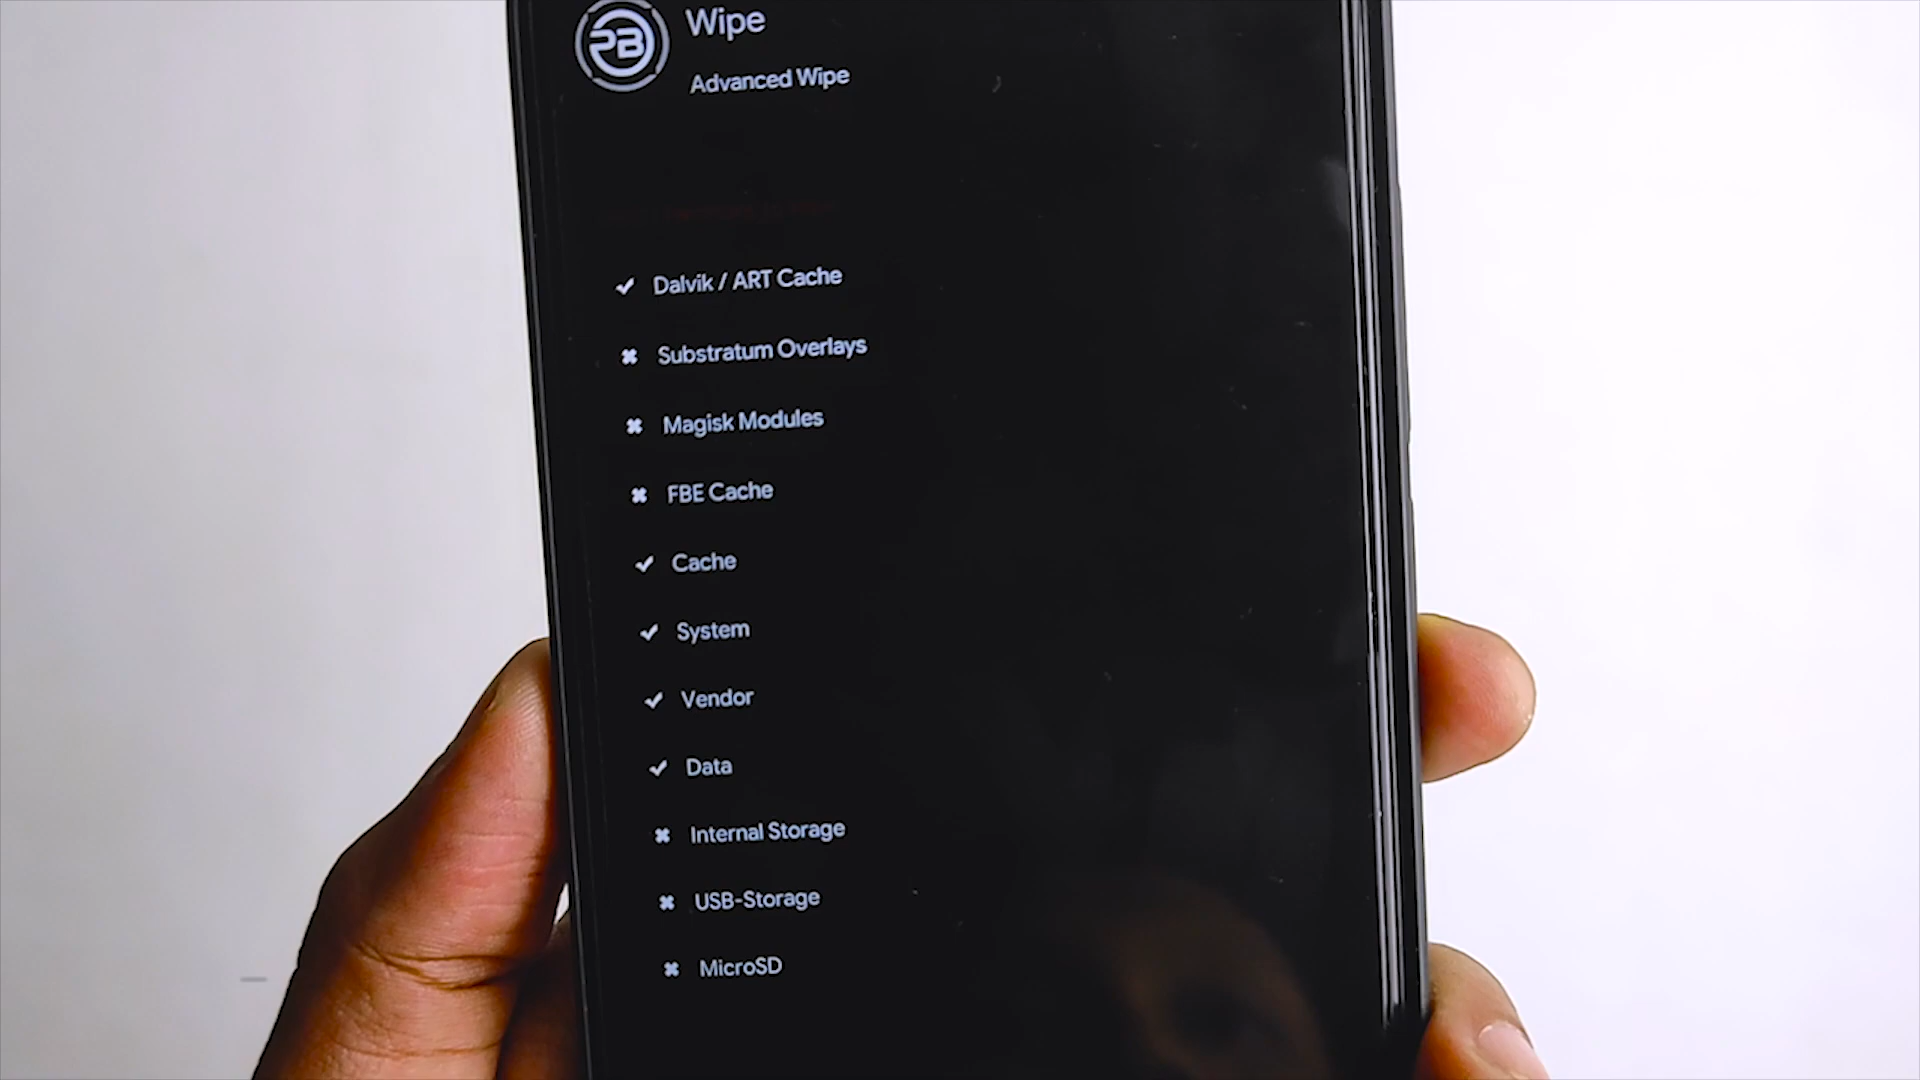 PB
Wipe
Advanced Wipe
Dalvik / ART Cache
Substratum Overlays
Magisk Modules
FBE Cache
Cache
System
Vendor
Data
Internal Storage
USB-Storage
MicroSD